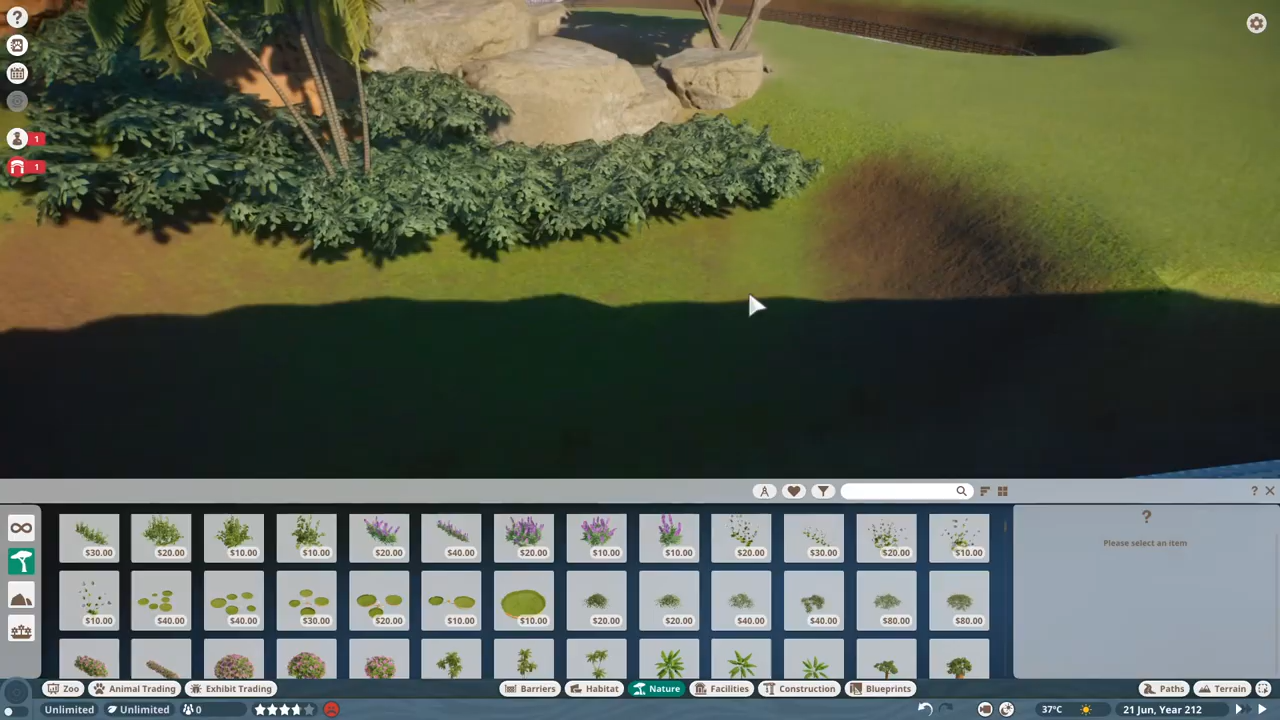 ?
1
1
? ×
$30.00 $20.00 $10.00 $10.00 $20.00 $40.00 $20.00 $10.00 $10.00 $20.00 $30.00 $20.00 $10.00
?
Please select an item
$10.00 $40.00 $40.00 $30.00 $20.00 $10.00 $10.00 $20.00 $20.00 $40.00 $40.00 $80.00 $80.00
Zoo Animal Trading Exhibit Trading Barriers Habitat Nature Facilities Construction Blueprints Paths Terrain
Unlimited Unlimited 0 37°C 21 Jun, Year 212